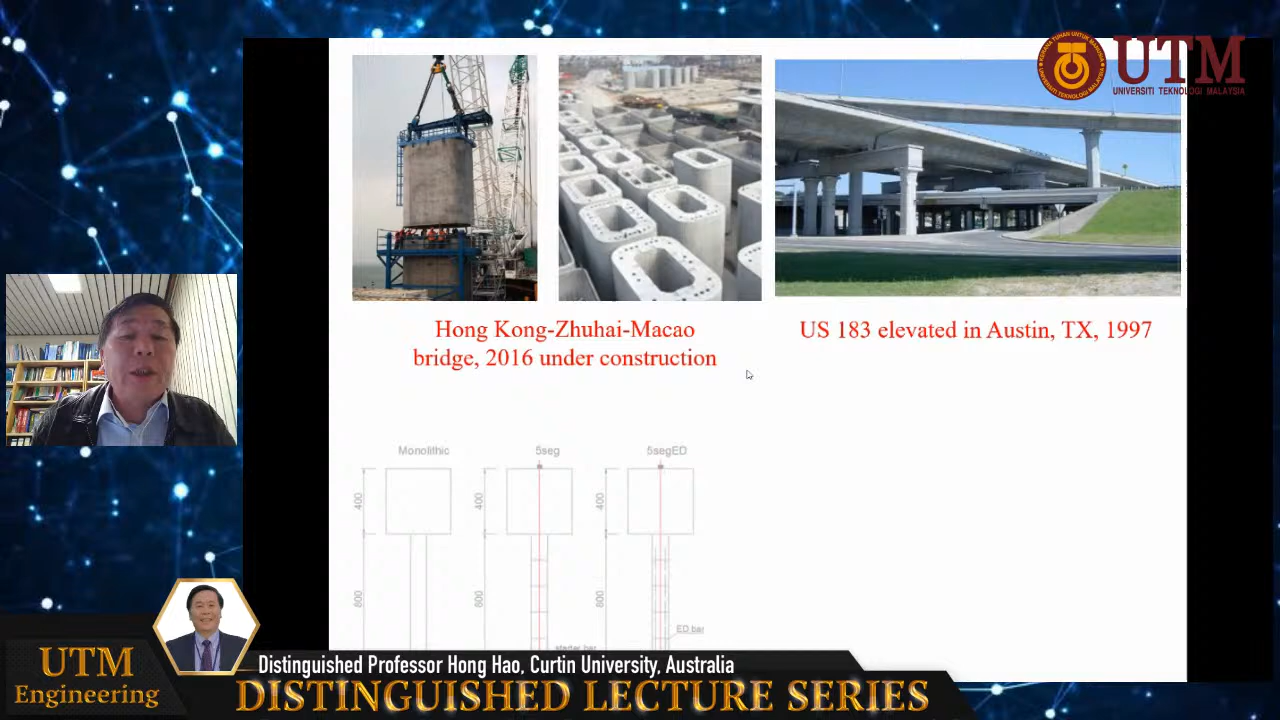 UTM
UNIVERSITI TEKNOLOGI MALAYSIA
Hong Kong-Zhuhai-Macao
bridge, 2016 under construction
US 183 elevated in Austin, TX, 1997
Monolithic
5seg
5segED
400
400
400
800
800
800
ED bar
starter bar
UTM
Engineering
Distinguished Professor Hong Hao, Curtin University, Australia
DISTINGUISHED LECTURE SERIES